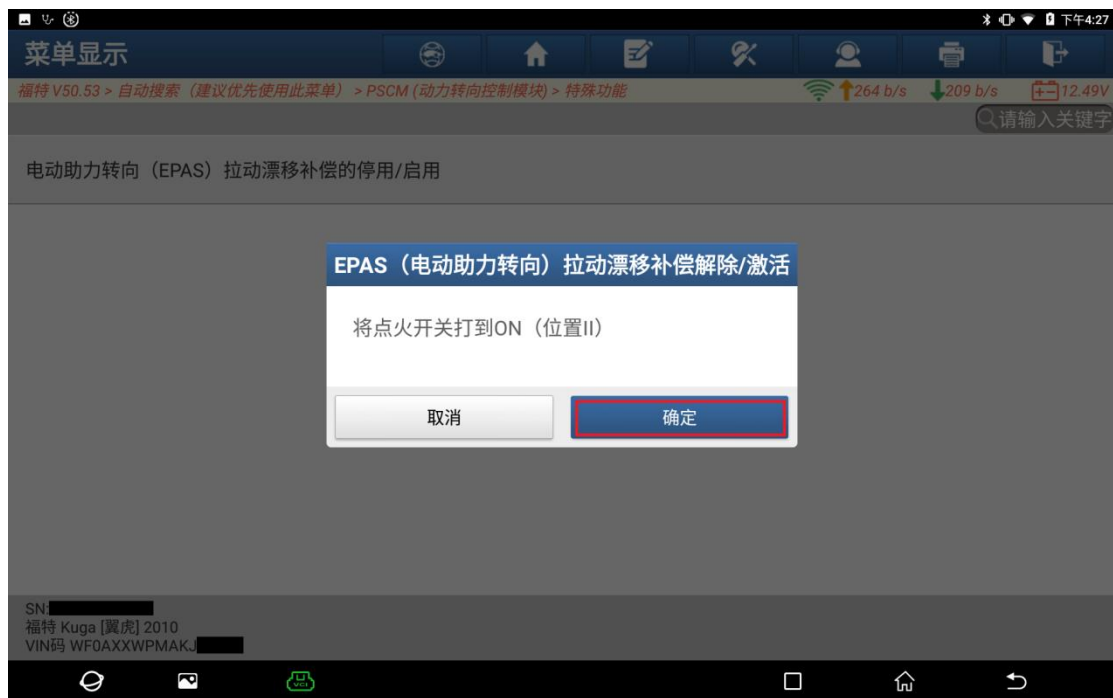 下午4:27
菜单显示
福特 V50.53 > 自动搜索（建议优先使用此菜单）> PSCM (动力转向控制模块) > 特殊功能
264 b/s 209 b/s 12.49V
请输入关键字
电动助力转向（EPAS）拉动漂移补偿的停用/启用
EPAS（电动助力转向）拉动漂移补偿解除/激活
将点火开关打到ON（位置II）
取消 确定
SN:
福特 Kuga [翼虎] 2010
VIN码 WF0AXXWPMAKJ
VCI